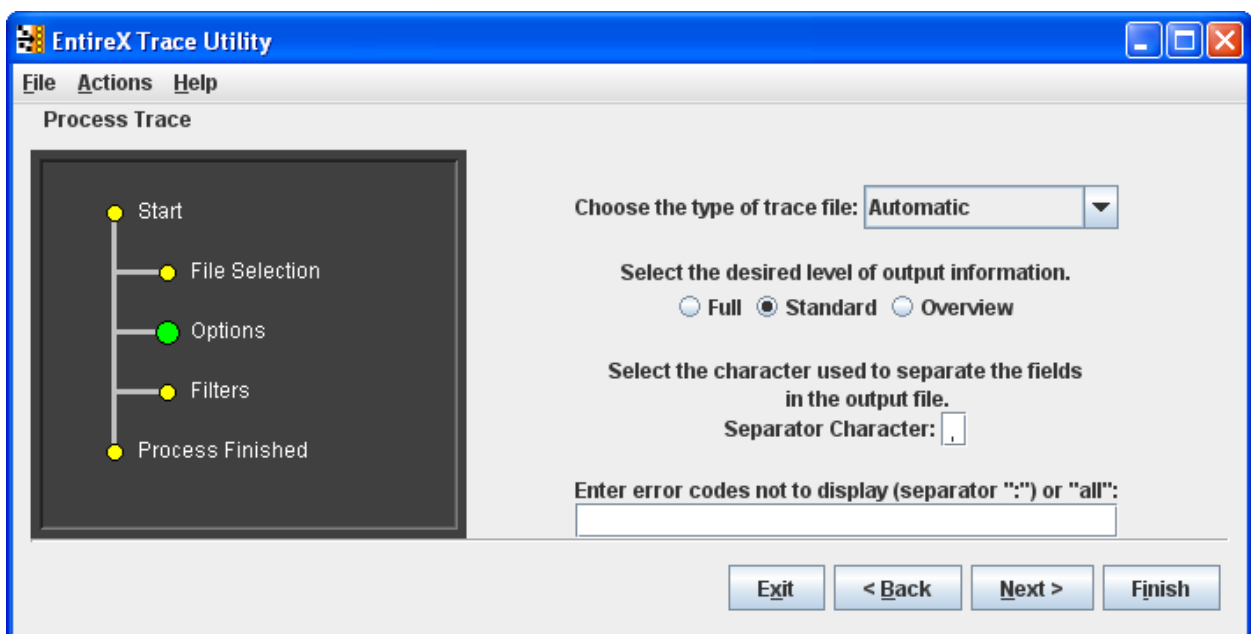 EntireX Trace Utility
File Actions Help
Process Trace
Start
File Selection
Options
Filters
Process Finished
Choose the type of trace file: Automatic
Select the desired level of output information.
Full Standard Overview
Select the character used to separate the fields
in the output file.
Separator Character: ,
Enter error codes not to display (separator ":") or "all":
Exit < Back Next > Finish